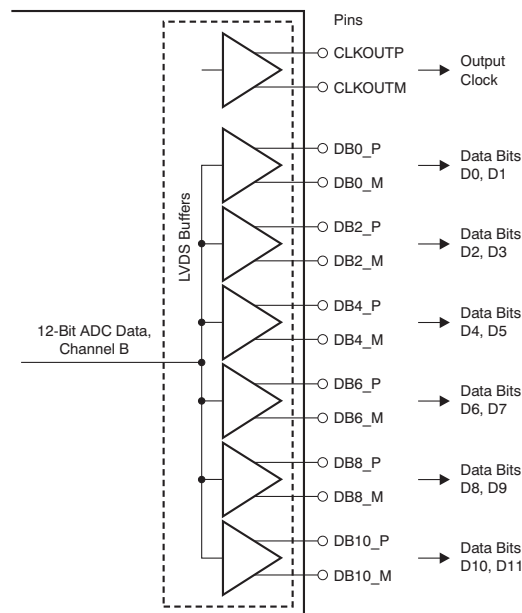 Pins
CLKOUTP
CLKOUTM
Output
Clock
DB0_P
DB0_M
Data Bits
D0, D1
LVDS Buffers
DB2_P
DB2_M
Data Bits
D2, D3
12-Bit ADC Data,
Channel B
DB4_P
DB4_M
Data Bits
D4, D5
DB6_P
DB6_M
Data Bits
D6, D7
DB8_P
DB8_M
Data Bits
D8, D9
DB10_P
DB10_M
Data Bits
D10, D11